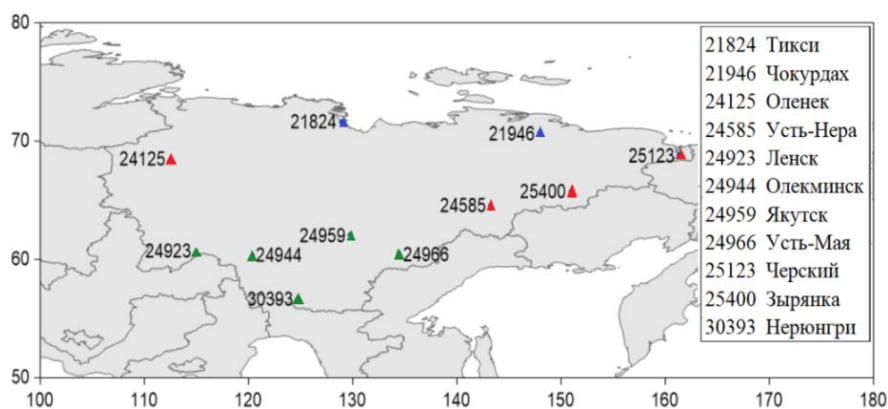 80
70
60
50
100 110 120 130 140 150 160 170 180
21824
21946
24125
25123
24585
25400
24959
24923
24944
24966
30393
21824 Тикси
21946 Чокурдах
24125 Оленек
24585 Усть-Нера
24923 Ленск
24944 Олекминск
24959 Якутск
24966 Усть-Мая
25123 Черский
25400 Зырянка
30393 Нерюнгри